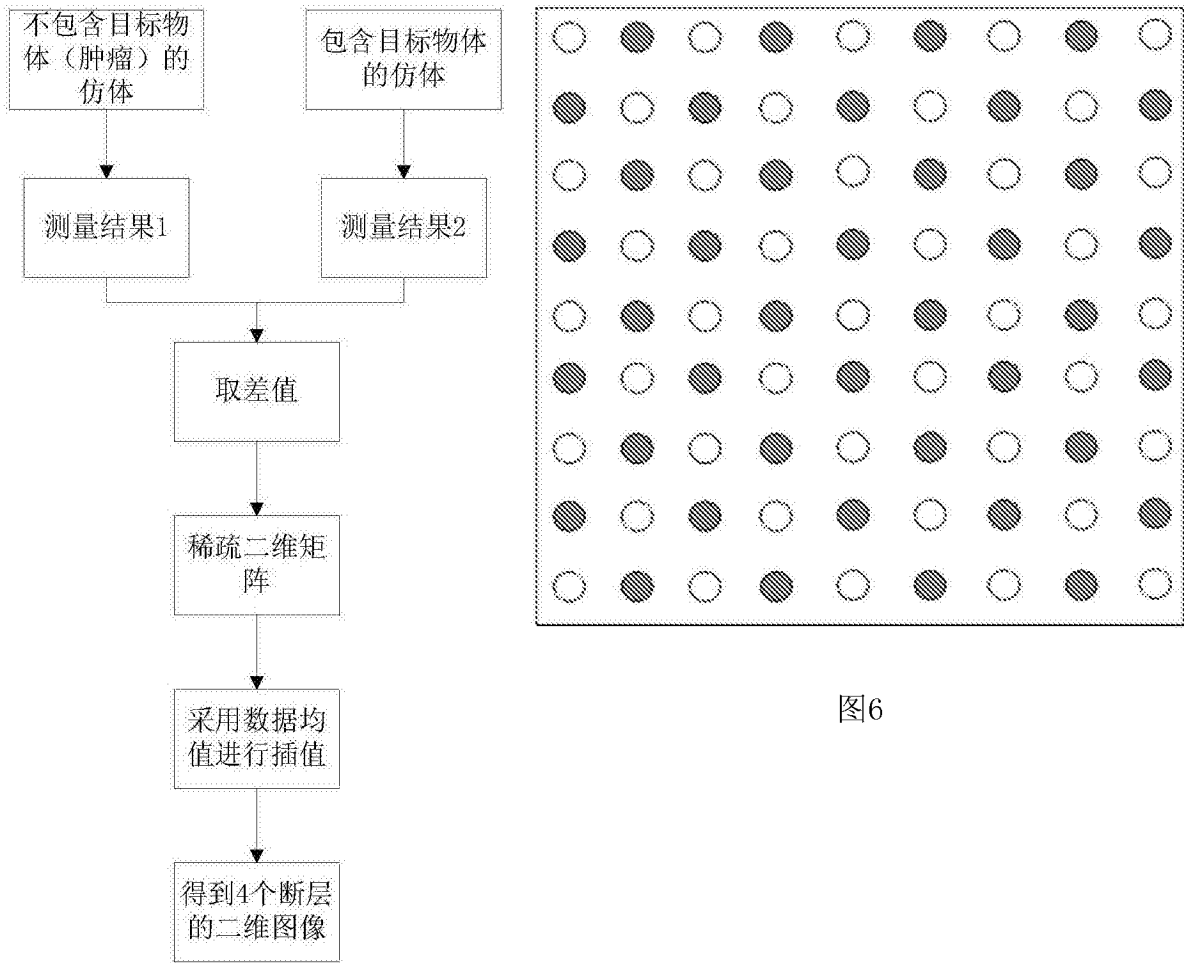 不包含目标物
体（肿瘤）的
仿体
包含目标物体
的仿体
测量结果1
测量结果2
取差值
稀疏二维矩
阵
采用数据均
值进行插值
得到4个断层
的二维图像
图6